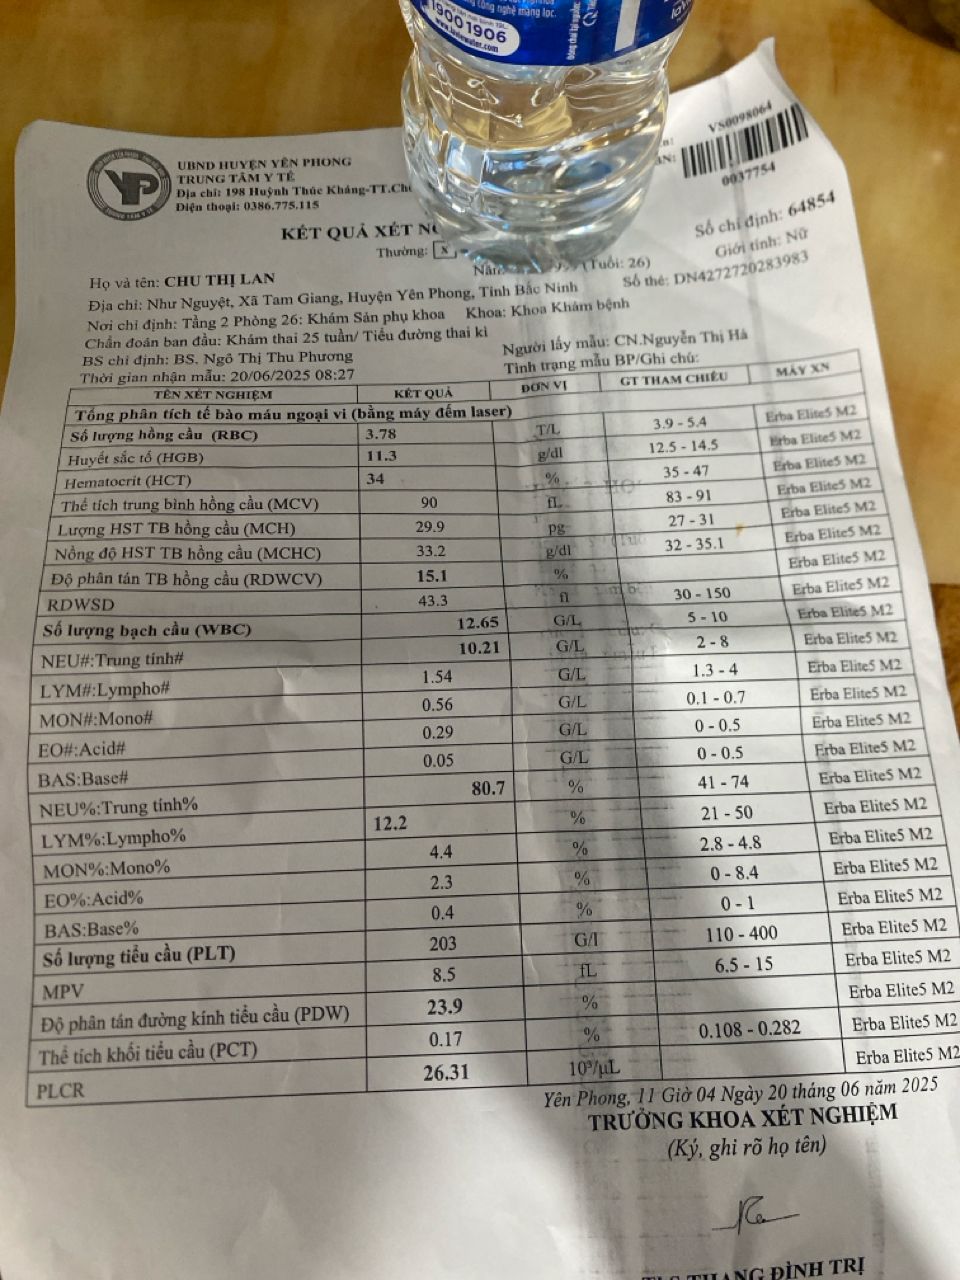 công nghệ màng lọc.
19001906
www.laviewater.com
VS0098064
0037754
UBND HUYỆN YÊN PHONG
TRUNG TÂM Y TẾ
Địa chỉ: 198 Huỳnh Thúc Kháng-TT.Ch
Điện thoại: 0386.775.115
KẾT QUẢ XÉT
Số chỉ định: 64854
Thường: x
Giới tính: Nữ
Họ và tên: CHU THỊ LAN
(Tuổi: 26)
Số thẻ: DN4272720283983
Địa chỉ: Như Nguyệt, Xã Tam Giang, Huyện Yên Phong, Tỉnh Bắc Ninh
Nơi chỉ định: Tầng 2 Phòng 26: Khám Sản phụ khoa Khoa: Khoa Khám bệnh
Chẩn đoán ban đầu: Khám thai 25 tuần/ Tiểu đường thai kì
Người lấy mẫu: CN.Nguyễn Thị Hà
BS chỉ định: BS. Ngô Thị Thu Phương
Tình trạng mẫu BP/Ghi chú:
Thời gian nhận mẫu: 20/06/2025 08:27
TÊN XÉT NGHIỆM KẾT QUẢ ĐƠN VỊ GT THAM CHIẾU MÁY XN
Tổng phân tích tế bào máu ngoại vi (bằng máy đếm laser)
Số lượng hồng cầu (RBC) 3.78 T/L 3.9 - 5.4 Erba Elite5 M2
Huyết sắc tố (HGB) 11.3 g/dl 12.5 - 14.5 Erba Elite5 M2
Hematocrit (HCT) 34 % 35 - 47 Erba Elite5 M2
Thể tích trung bình hồng cầu (MCV) 90 fL 83 - 91 Erba Elite5 M2
Lượng HST TB hồng cầu (MCH) 29.9 pg 27 - 31 Erba Elite5 M2
Nồng độ HST TB hồng cầu (MCHC) 33.2 g/dl 32 - 35.1 Erba Elite5 M2
Độ phân tán TB hồng cầu (RDWCV) 15.1 % Erba Elite5 M2
RDWSD 43.3 fl 30 - 150 Erba Elite5 M2
Số lượng bạch cầu (WBC) 12.65 G/L 5 - 10 Erba Elite5 M2
NEU#:Trung tính# 10.21 G/L 2 - 8 Erba Elite5 M2
LYM#:Lympho# 1.54 G/L 1.3 - 4 Erba Elite5 M2
MON#:Mono# 0.56 G/L 0.1 - 0.7 Erba Elite5 M2
EO#:Acid# 0.29 G/L 0 - 0.5 Erba Elite5 M2
BAS:Base# 0.05 G/L 0 - 0.5 Erba Elite5 M2
NEU%:Trung tính% 80.7 % 41 - 74 Erba Elite5 M2
LYM%:Lympho% 12.2 % 21 - 50 Erba Elite5 M2
MON%:Mono% 4.4 % 2.8 - 4.8 Erba Elite5 M2
EO%:Acid% 2.3 % 0 - 8.4 Erba Elite5 M2
BAS:Base% 0.4 % 0 - 1 Erba Elite5 M2
Số lượng tiểu cầu (PLT) 203 G/l 110 - 400 Erba Elite5 M2
MPV 8.5 fL 6.5 - 15 Erba Elite5 M2
Độ phân tán đường kính tiểu cầu (PDW) 23.9 % Erba Elite5 M2
Thể tích khối tiểu cầu (PCT) 0.17 % 0.108 - 0.282 Erba Elite5 M2
PLCR 26.31 10³/µL Erba Elite5 M2
Yên Phong, 11 Giờ 04 Ngày 20 tháng 06 năm 2025
TRƯỞNG KHOA XÉT NGHIỆM
(Ký, ghi rõ họ tên)
ĐÌNH TRỊ